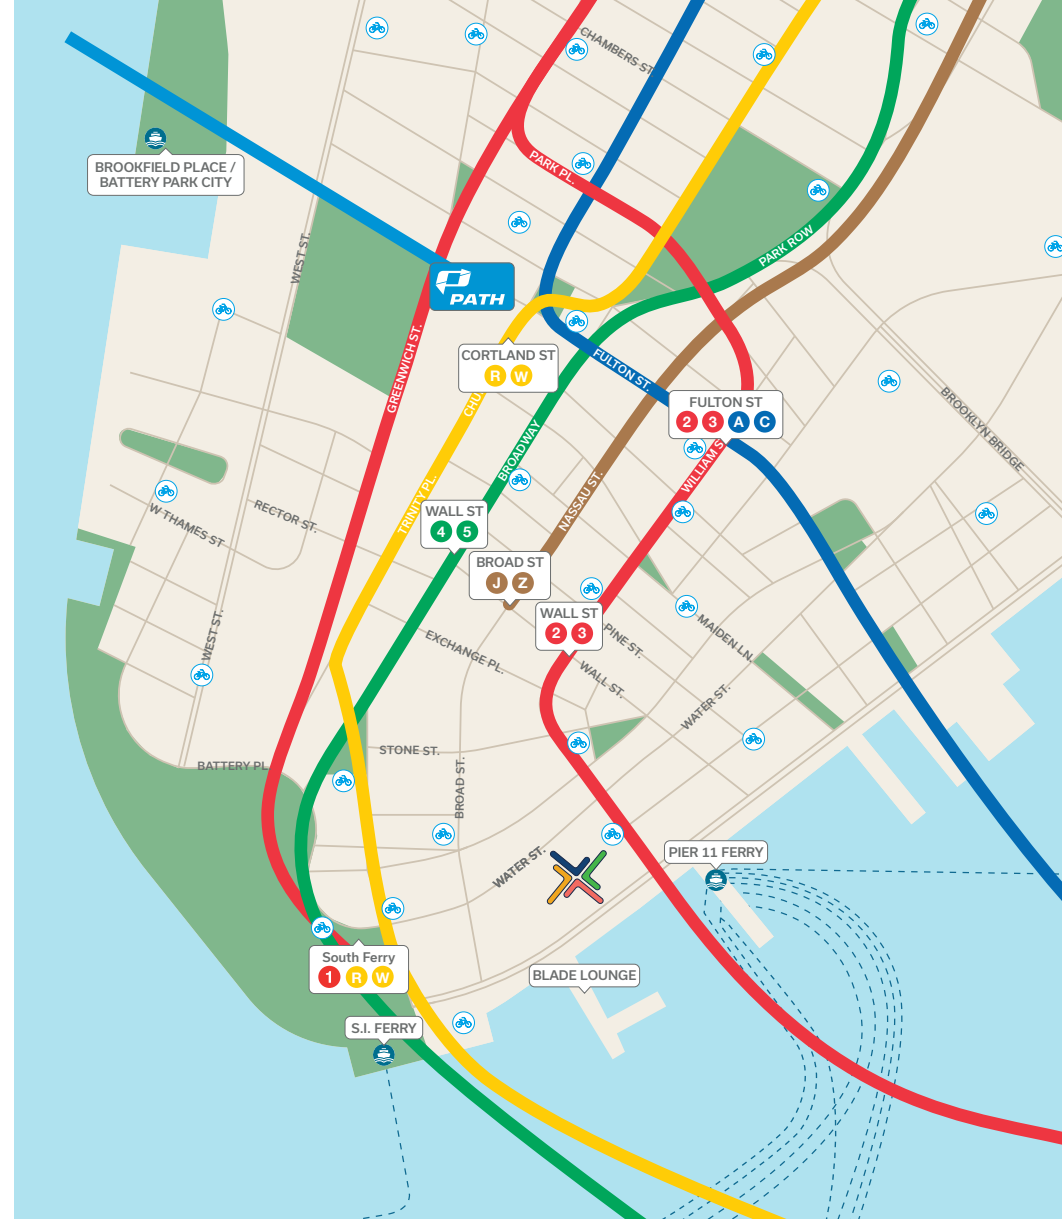 CHAMBERS ST.
BROOKFIELD PLACE /
BATTERY PARK CITY
PARK PL.
PARK ROW
WEST ST.
PATH
GREENWICH ST.
CORTLAND ST
R W
FULTON ST.
FULTON ST
2 3 A C
BROOKLYN BRIDGE
BROADWAY
WILLIAM S
TRINITY PL.
NASSAU ST.
W THAMES ST
RECTOR ST.
WALL ST
4 5
BROAD ST
J Z
WALL ST
2 3
PINE ST.
MAIDEN LN.
WEST ST.
EXCHANGE PL.
WALL ST.
WATER ST.
STONE ST.
BATTERY PL
BROAD ST.
WATER ST.
PIER 11 FERRY
South Ferry
1 R W
BLADE LOUNGE
S.I. FERRY